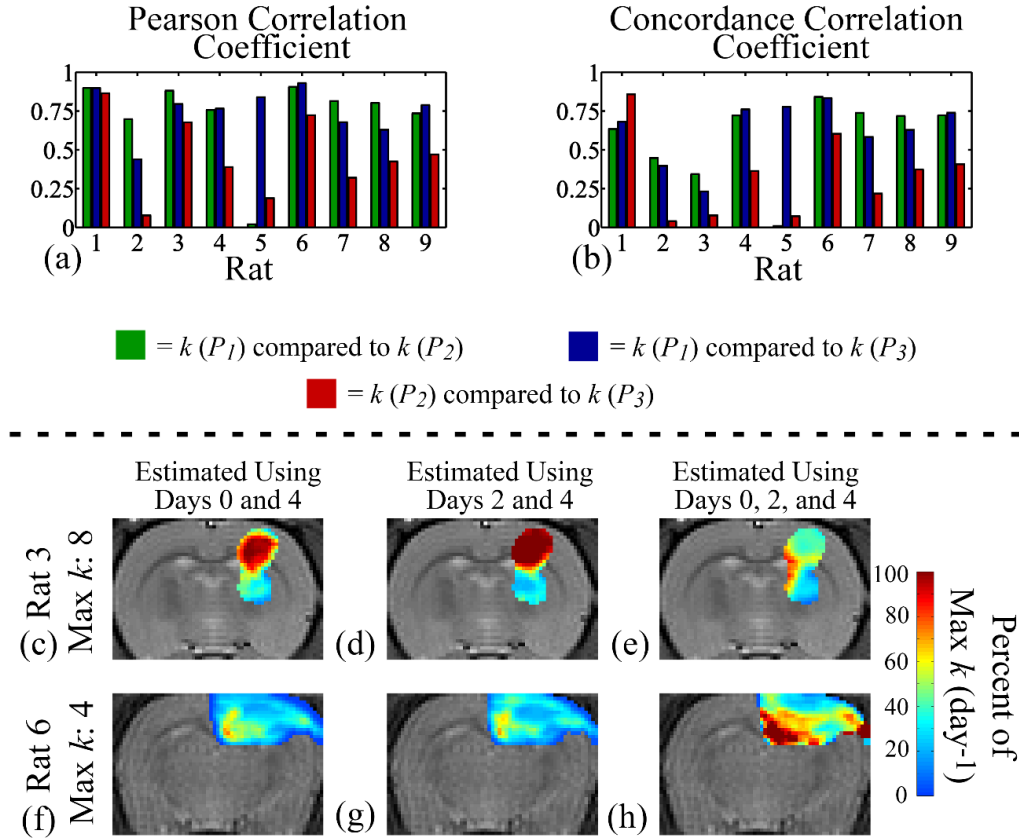 Pearson Correlation
Coefficient
Concordance Correlation
Coefficient
1
0.75
0.5
0.25
0
1 2 3 4 5 6 7 8 9
(a)
Rat
1
0.75
0.5
0.25
0
1 2 3 4 5 6 7 8 9
(b)
Rat
= k (P1) compared to k (P2)
= k (P1) compared to k (P3)
= k (P2) compared to k (P3)
Estimated Using
Days 0 and 4
Estimated Using
Days 2 and 4
Estimated Using
Days 0, 2, and 4
Rat 3
Max k: 8
(c)
(d)
(e)
Rat 6
Max k: 4
(f)
(g)
(h)
100
80
60
40
20
0
Percent of
Max k (day-1)